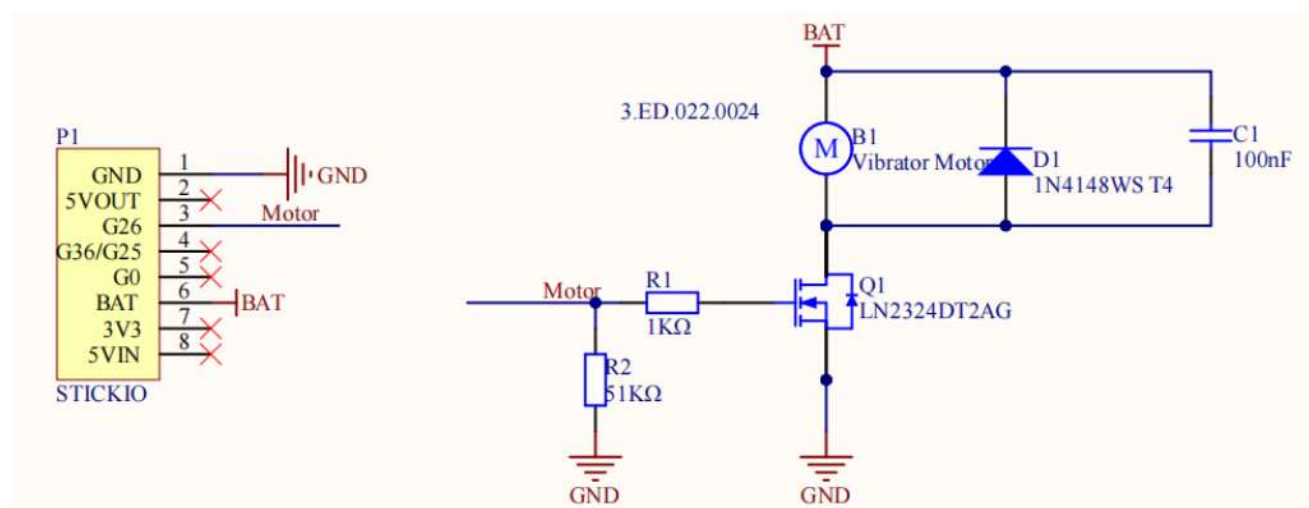 P1
GND 1 GND
5VOUT 2
G26 3 Motor
G36/G25 4
G0 5
BAT 6 BAT
3V3 7
5VIN 8
STICKIO
BAT
3.ED.022.0024
M
B1
Vibrator Motor
D1
1N4148WS T4
C1
100nF
Motor
R1
1KΩ
Q1
LN2324DT2AG
R2
51KΩ
GND
GND